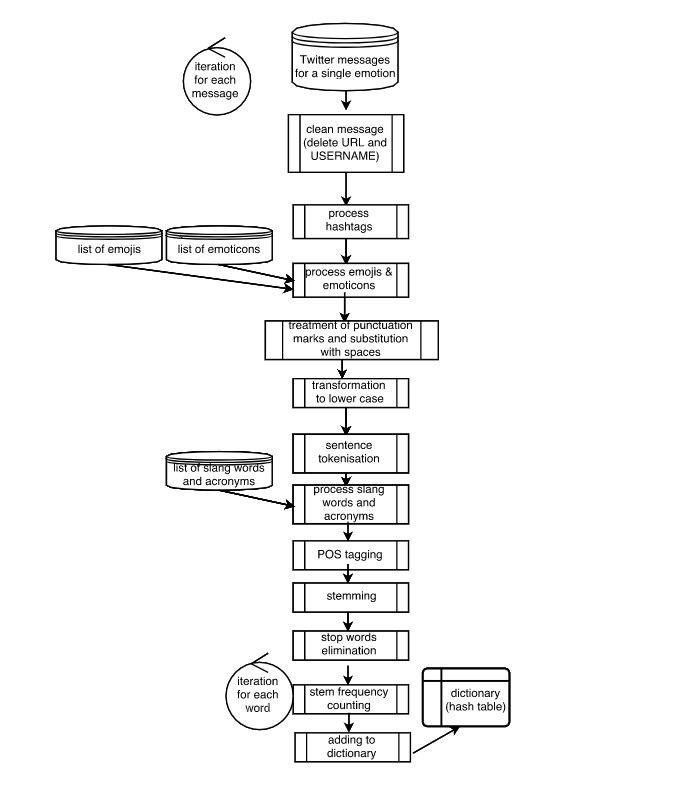 Twitter messages
for a single emotion
iteration
for each
message
clean message
(delete URL and
USERNAME)
process
hashtags
list of emojis
list of emoticons
process emojis &
emoticons
treatment of punctuation
marks and substitution
with spaces
transformation
to lower case
sentence
tokenisation
list of slang words
and acronyms
process slang
words and
acronyms
POS tagging
stemming
stop words
elimination
iteration
for each
word
stem frequency
counting
dictionary
(hash table)
adding to
dictionary